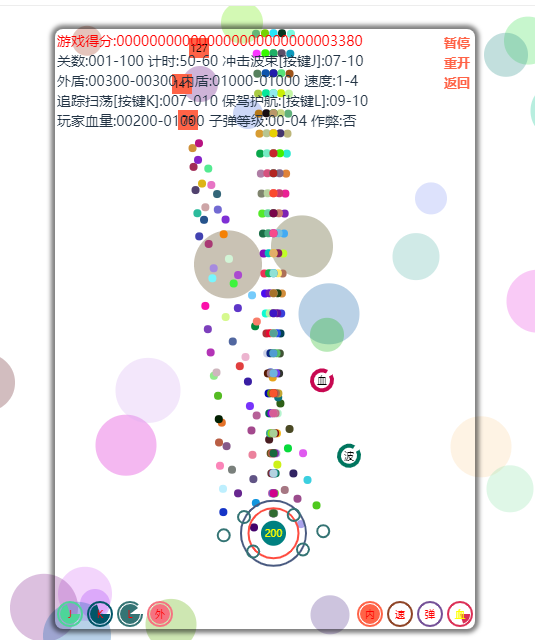 游戏得分:0000000000000000000000000003380
暂停
127
关数:001-100 计时:50-60 冲击波束[按键J]:07-10
重开
外盾:00300-00300 内盾:01000-01000 速度:1-4
返回
141
追踪扫荡[按键K]:007-010 保驾护航:[按键L]:09-10
玩家血量:00200-01000 子弹等级:00-04 作弊:否
76
血
波
200
外
内 速 弹